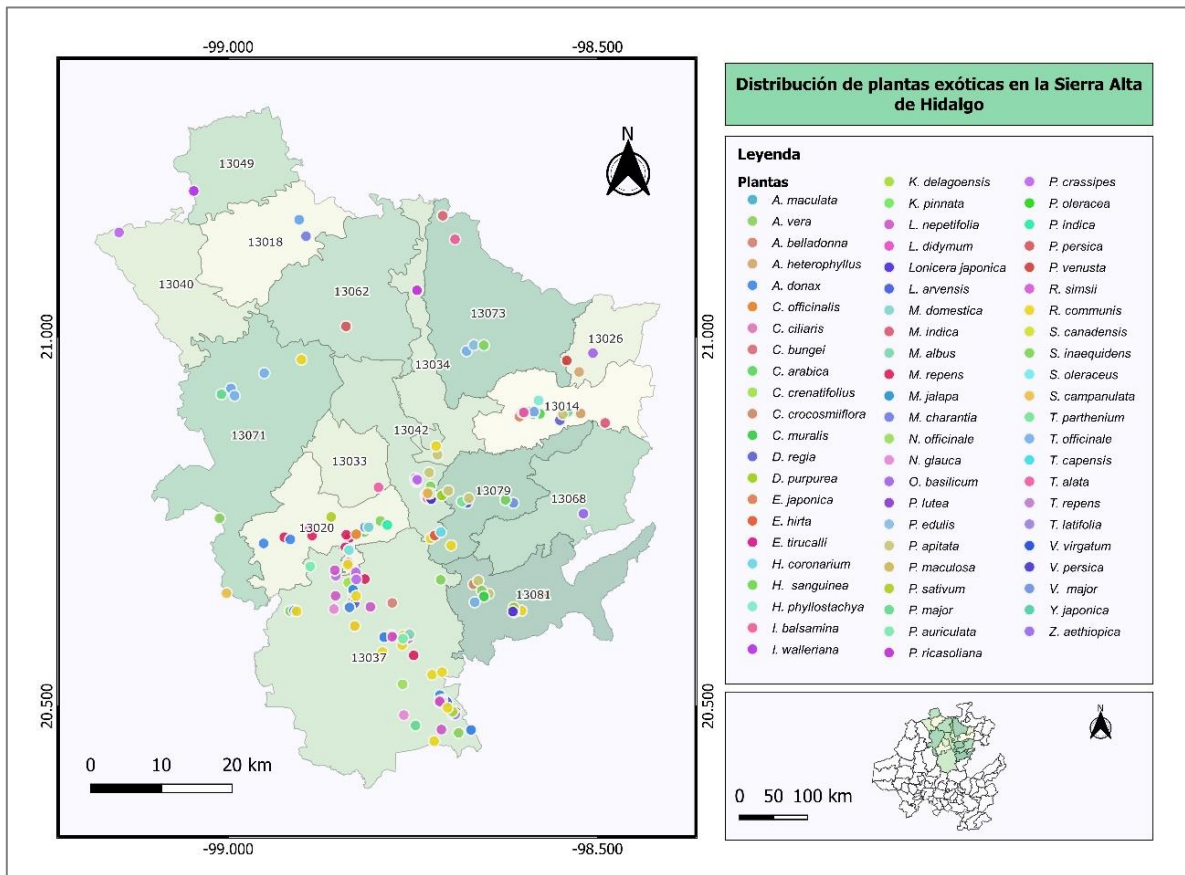 -99.000
-98.500
21.000
21.000
20.500
20.500
-99.000
-98.500
N
13049
13018
13040
13062
13073
13026
13034
13014
13042
13071
13033
13079
13068
13020
13081
13037
0 10 20 km
Distribución de plantas exóticas en la Sierra Alta
de Hidalgo
Leyenda
Plantas
A. maculata
A. vera
A. belladonna
A. heterophyllus
A. donax
C. officinalis
C. ciliaris
C. bungei
C. arabica
C. crenatifolius
C. crocosmiiflora
C. muralis
D. regia
D. purpurea
E. japonica
E. hirta
E. tirucalli
H. coronarium
H. sanguinea
H. phyllostachya
I. balsamina
I. walleriana
K. delagoensis
K. pinnata
L. nepetifolia
L. didymum
Lonicera japonica
L. arvensis
M. domestica
M. indica
M. albus
M. repens
M. jalapa
M. charantia
N. officinale
N. glauca
O. basilicum
P. lutea
P. edulis
P. apitata
P. maculosa
P. sativum
P. major
P. auriculata
P. ricasoliana
P. crassipes
P. oleracea
P. indica
P. persica
P. venusta
R. simsii
R. communis
S. canadensis
S. inaequidens
S. oleraceus
S. campanulata
T. parthenium
T. officinale
T. capensis
T. alata
T. repens
T. latifolia
V. virgatum
V. persica
V. major
Y. japonica
Z. aethiopica
N
0 50 100 km